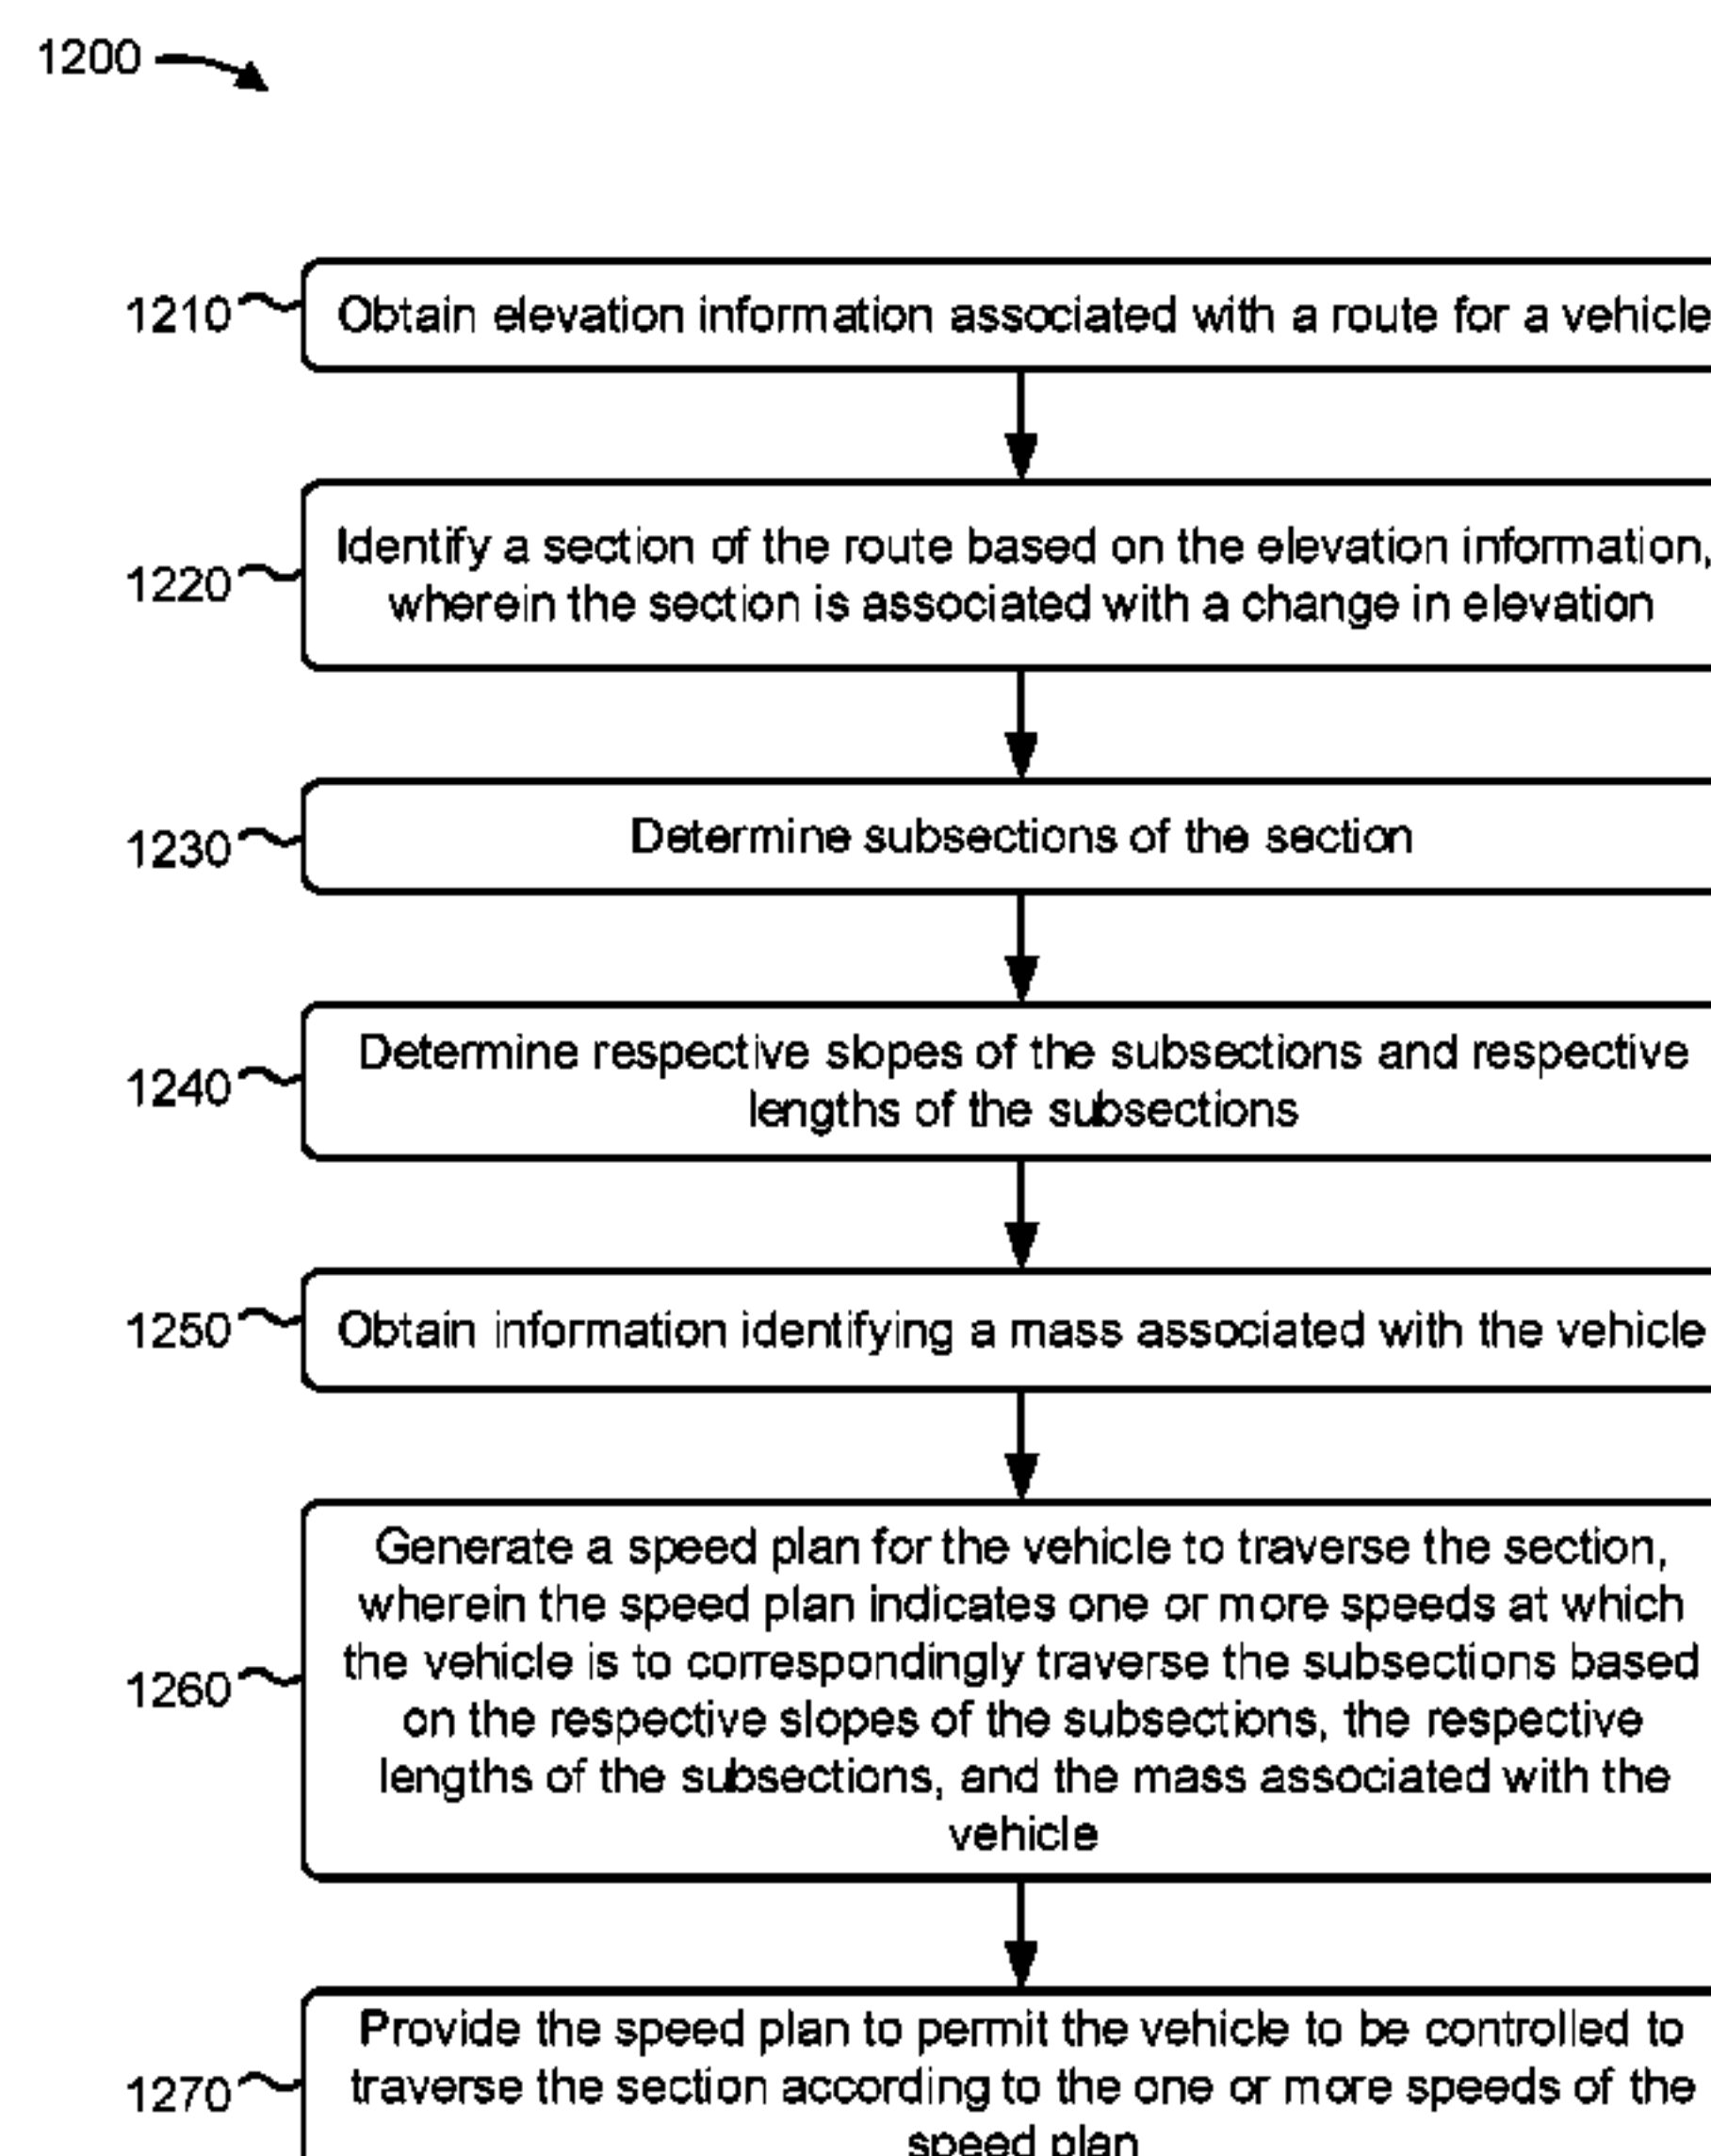 1200
1210
Obtain elevation information associated with a route for a vehicle
1220
Identify a section of the route based on the elevation information,
wherein the section is associated with a change in elevation
1230
Determine subsections of the section
1240
Determine respective slopes of the subsections and respective
lengths of the subsections
1250
Obtain information identifying a mass associated with the vehicle
1260
Generate a speed plan for the vehicle to traverse the section,
wherein the speed plan indicates one or more speeds at which
the vehicle is to correspondingly traverse the subsections based
on the respective slopes of the subsections, the respective
lengths of the subsections, and the mass associated with the
vehicle
1270
Provide the speed plan to permit the vehicle to be controlled to
traverse the section according to the one or more speeds of the
speed plan